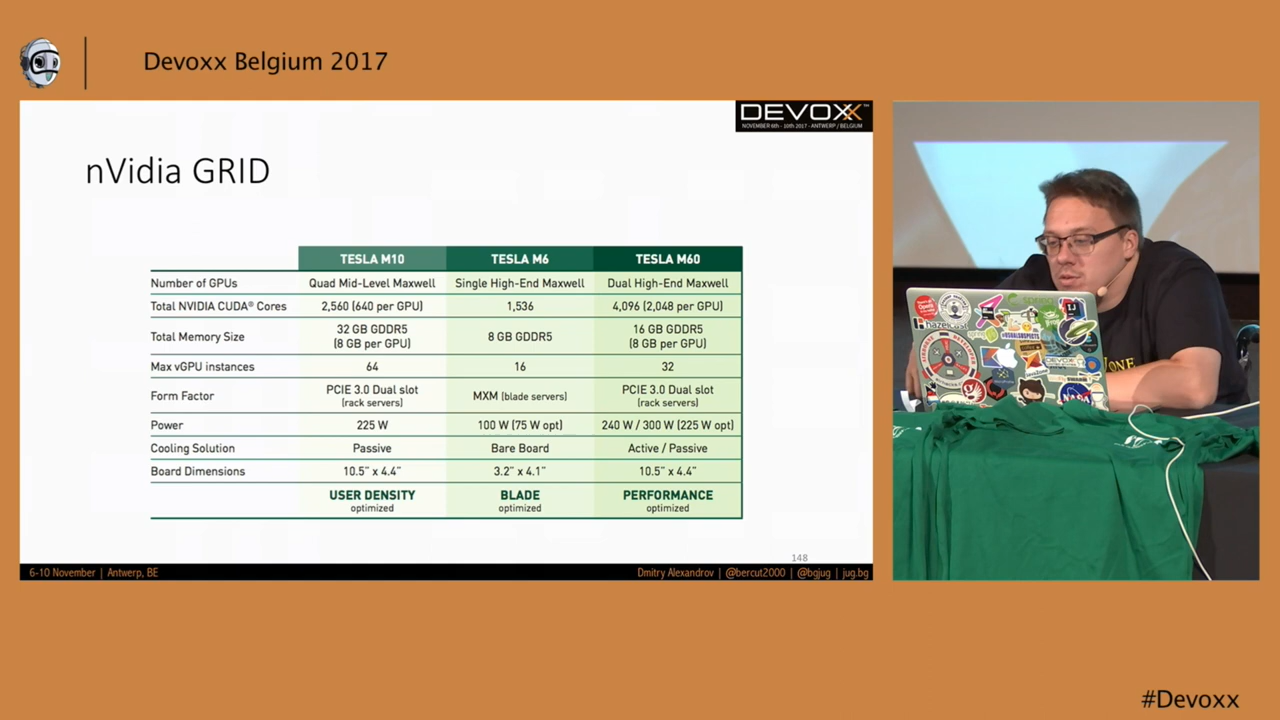 Devoxx Belgium 2017
DEVOXX™
NOVEMBER 6th - 10th 2017 - ANTWERP / BELGIUM
nVidia GRID
TESLA M10 TESLA M6 TESLA M60
Number of GPUs Quad Mid-Level Maxwell Single High-End Maxwell Dual High-End Maxwell
Total NVIDIA CUDA® Cores 2,560 (640 per GPU) 1,536 4,096 (2,048 per GPU)
Total Memory Size 32 GB GDDR5 (8 GB per GPU) 8 GB GDDR5 16 GB GDDR5 (8 GB per GPU)
Max vGPU instances 64 16 32
Form Factor PCIE 3.0 Dual slot (rack servers) MXM (blade servers) PCIE 3.0 Dual slot (rack servers)
Power 225 W 100 W (75 W opt) 240 W / 300 W (225 W opt)
Cooling Solution Passive Bare Board Active / Passive
Board Dimensions 10.5" x 4.4" 3.2" x 4.1" 10.5" x 4.4"
USER DENSITY optimized BLADE optimized PERFORMANCE optimized
148
6-10 November | Antwerp, BE
Dmitry Alexandrov | @bercut2000 | @bgjug | jug.bg
hazelcast
#USUALSUSPECTS
DEVOXX
NASA
#Devoxx